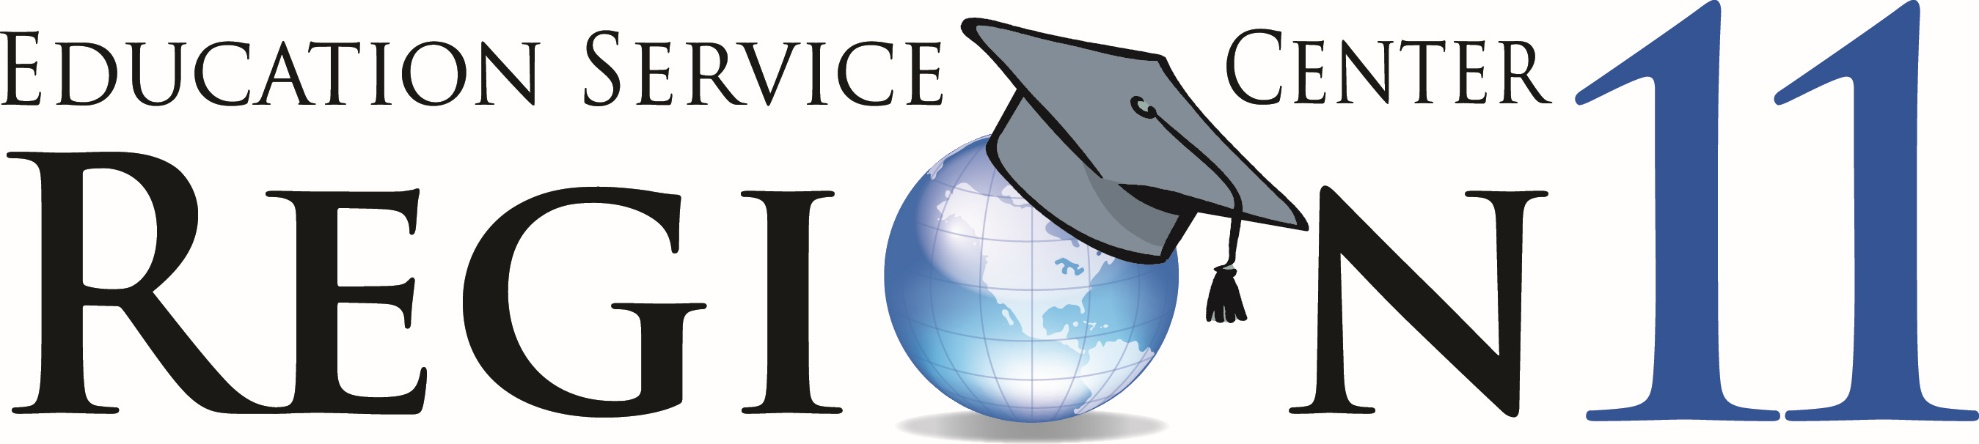 EDUCATION SERVICE CENTER
REGION 11